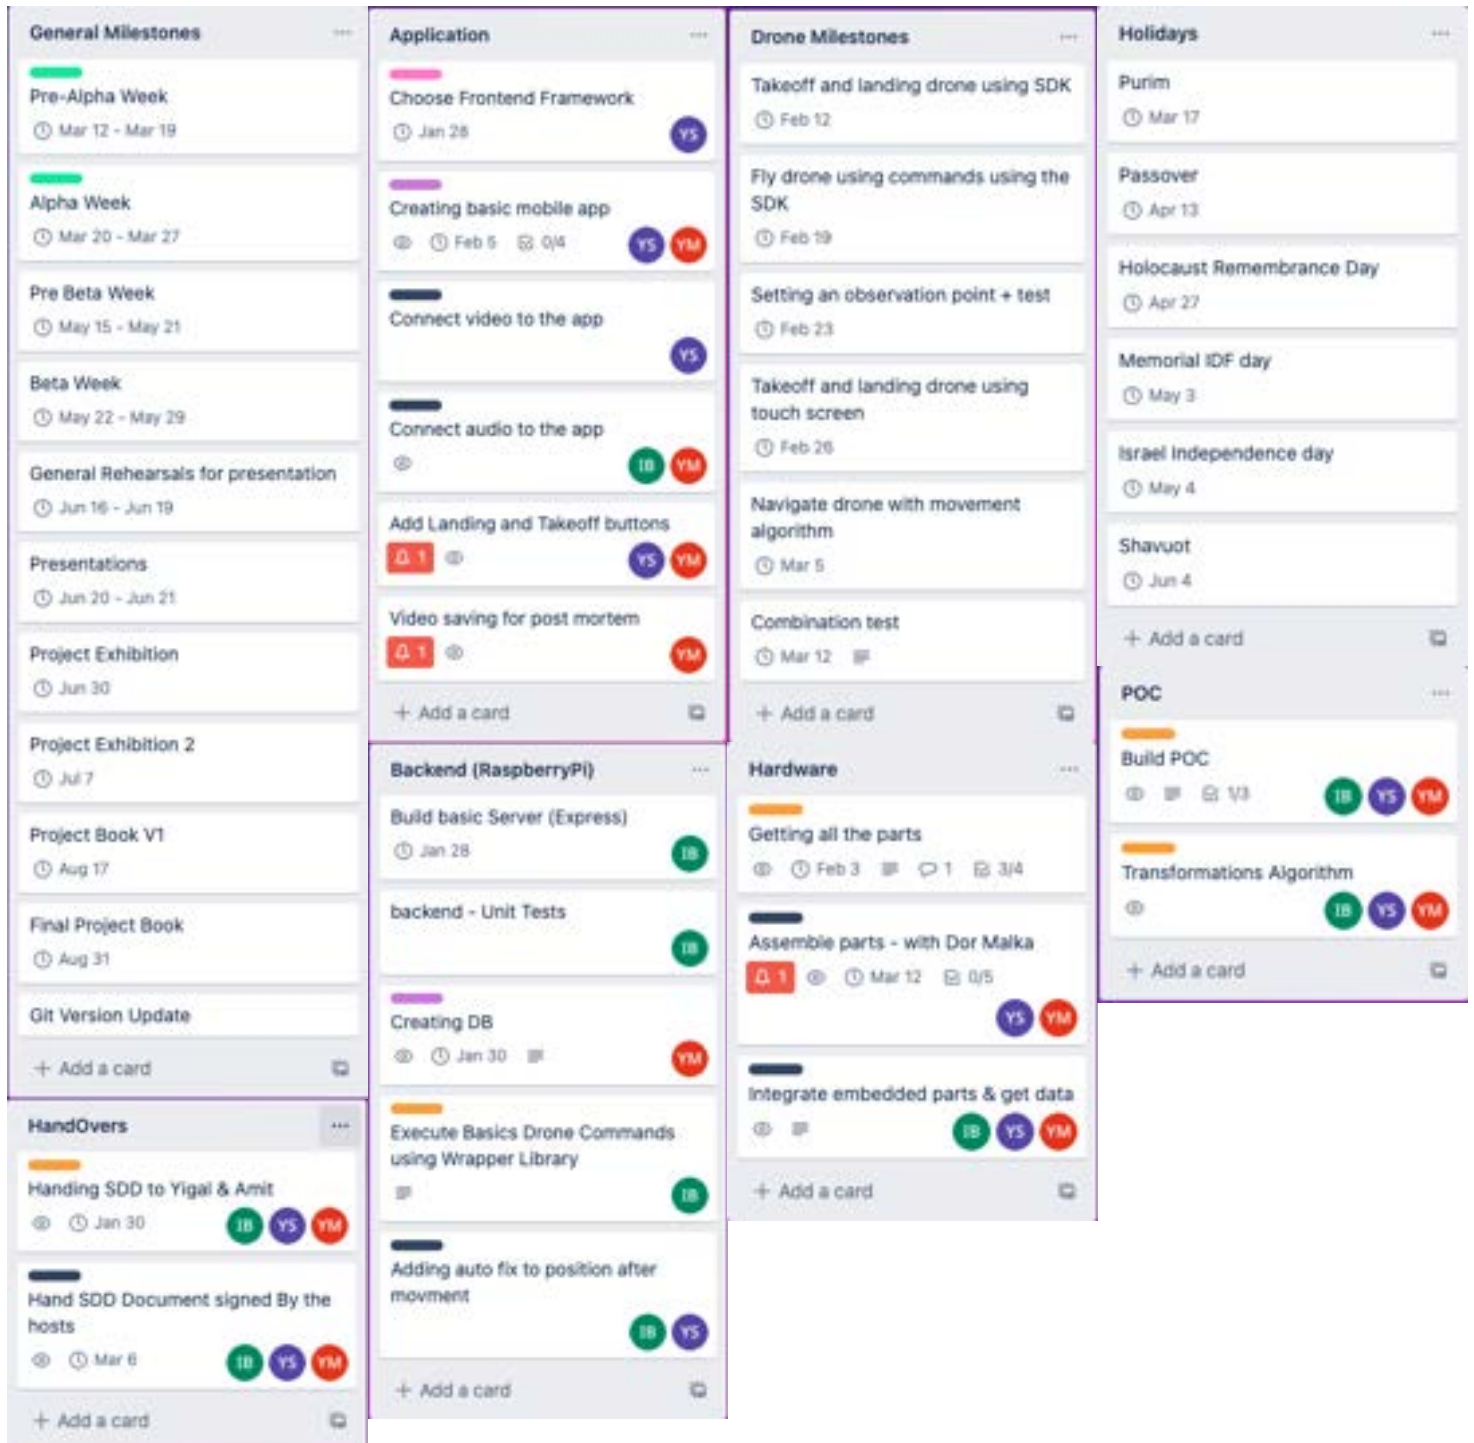 General Milestones
Pre-Alpha Week
Mar 12 - Mar 19
Alpha Week
Mar 20 - Mar 27
Pre Beta Week
May 15 - May 21
Beta Week
May 22 - May 29
General Rehearsals for presentation
Jun 16 - Jun 19
Presentations
Jun 20 - Jun 21
Project Exhibition
Jun 30
Project Exhibition 2
Jul 7
Project Book V1
Aug 17
Final Project Book
Aug 31
Git Version Update
+ Add a card
HandOvers
Handing SDD to Yigal & Amit
Jan 30
IB YS YM
Hand SDD Document signed By the
hosts
Mar 6
IB YS YM
+ Add a card
Application
Choose Frontend Framework
Jan 28
YS
Creating basic mobile app
Feb 5 0/4
YS YM
Connect video to the app
YS
Connect audio to the app
IB YM
Add Landing and Takeoff buttons
1
YS YM
Video saving for post mortem
1
YM
+ Add a card
Backend (RaspberryPi)
Build basic Server (Express)
Jan 28
IB
backend - Unit Tests
IB
Creating DB
Jan 30
YM
Execute Basics Drone Commands
using Wrapper Library
IB
Adding auto fix to position after
movment
IB YS
+ Add a card
Drone Milestones
Takeoff and landing drone using SDK
Feb 12
Fly drone using commands using the
SDK
Feb 19
Setting an observation point + test
Feb 23
Takeoff and landing drone using
touch screen
Feb 26
Navigate drone with movement
algorithm
Mar 5
Combination test
Mar 12
+ Add a card
Hardware
Getting all the parts
Feb 3 1 3/4
Assemble parts - with Dor Malka
1 Mar 12 0/5
YS YM
Integrate embedded parts & get data
IB YS YM
+ Add a card
Holidays
Purim
Mar 17
Passover
Apr 13
Holocaust Remembrance Day
Apr 27
Memorial IDF day
May 3
Israel Independence day
May 4
Shavuot
Jun 4
+ Add a card
POC
Build POC
1/3
IB YS YM
Transformations Algorithm
IB YS YM
+ Add a card